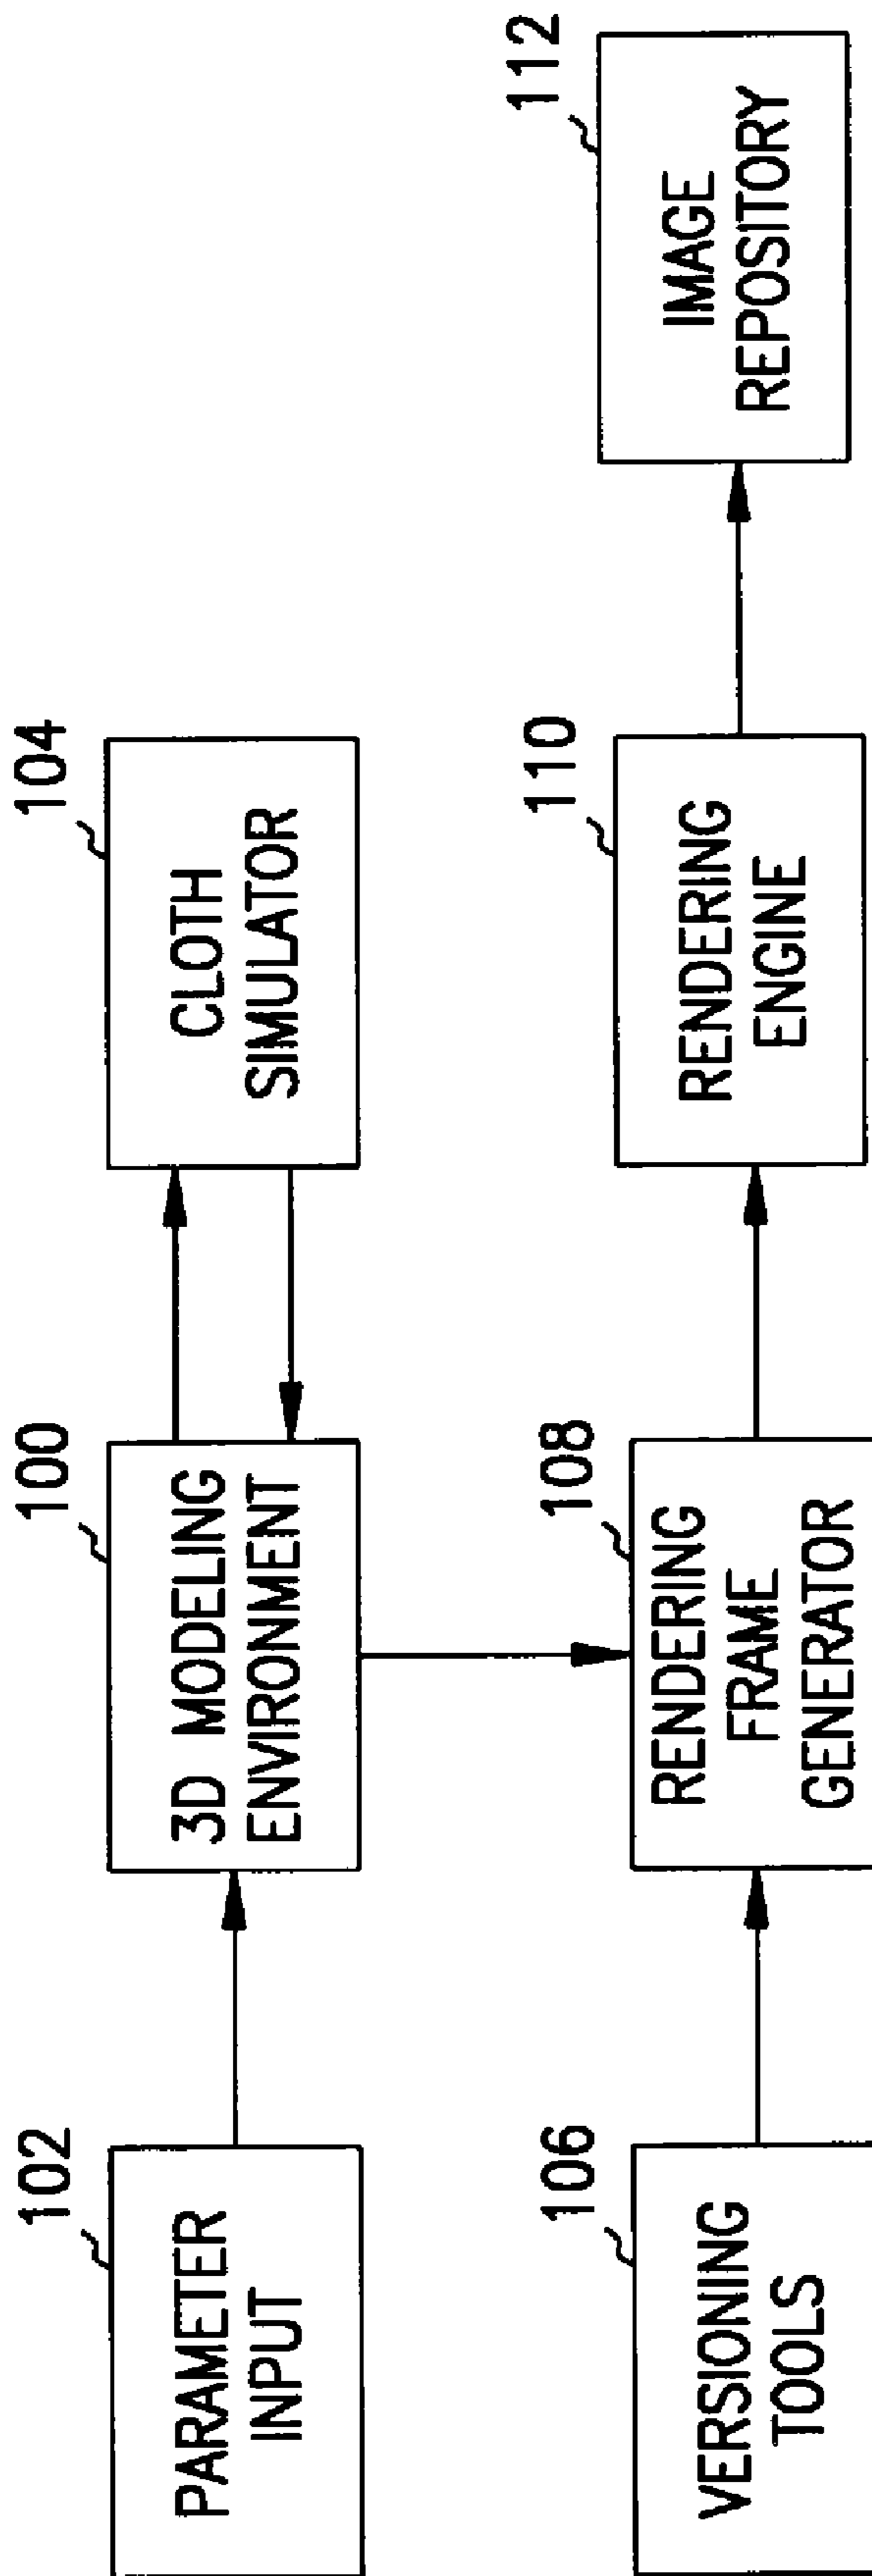 102
PARAMETER
INPUT
100
3D MODELING
ENVIRONMENT
104
CLOTH
SIMULATOR
106
VERSIONING
TOOLS
108
RENDERING
FRAME
GENERATOR
110
RENDERING
ENGINE
112
IMAGE
REPOSITORY